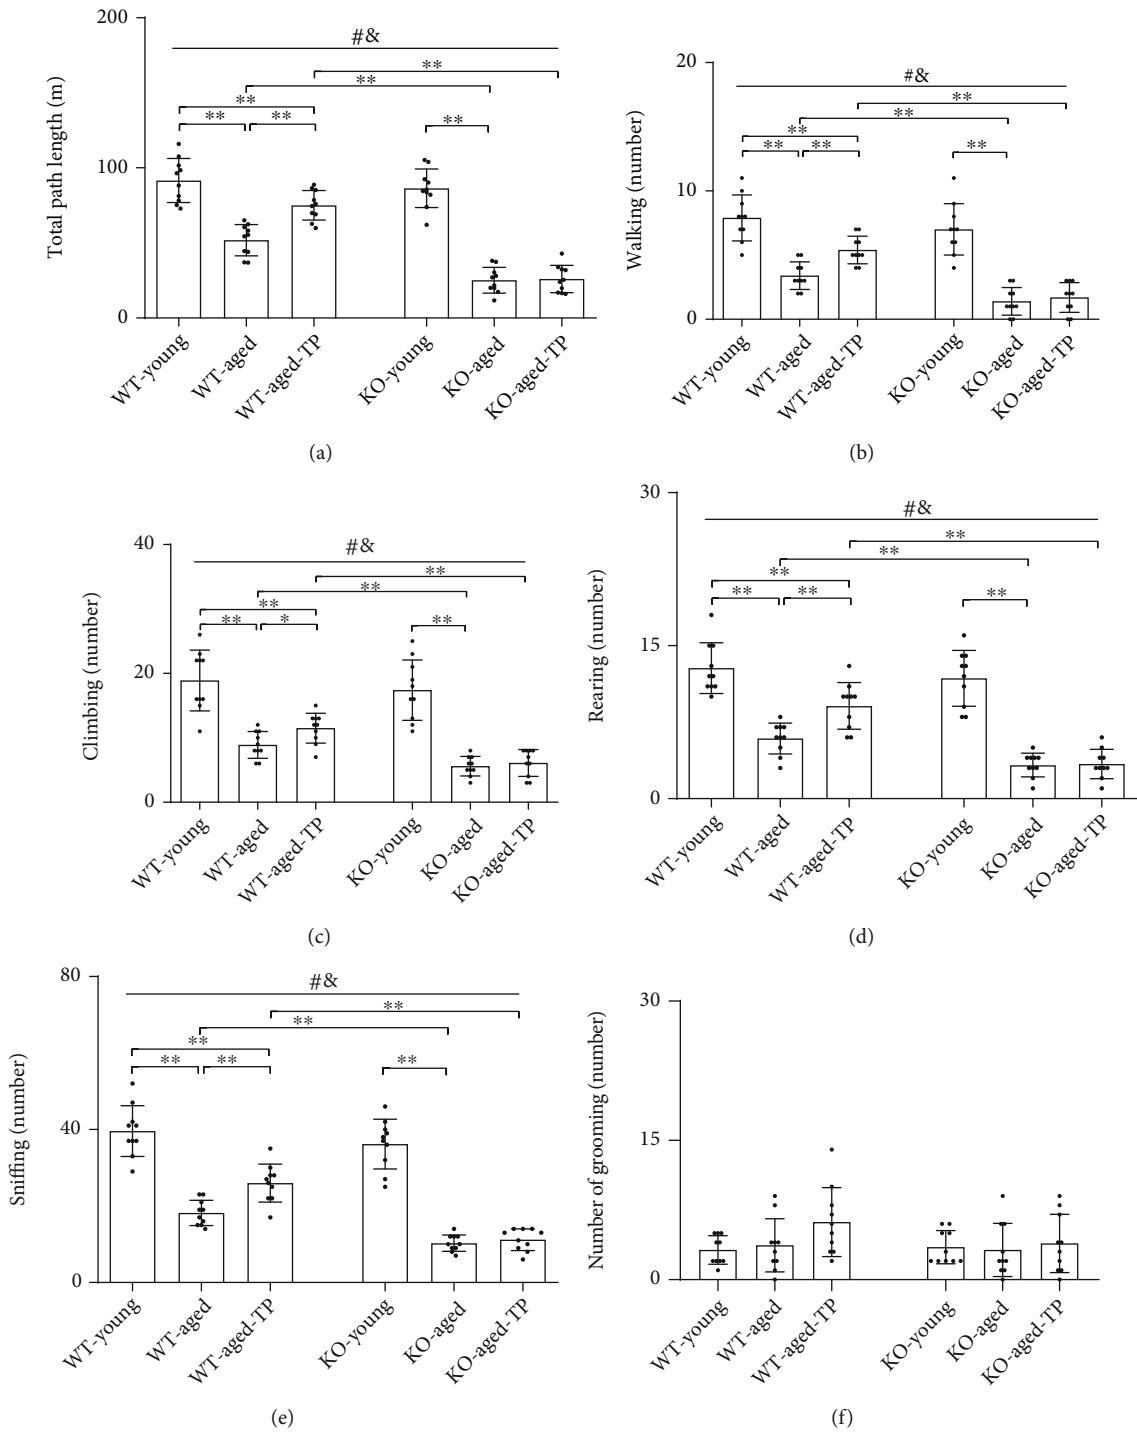 200
100
0
Total path length (m)
#&
**
**
**
**
**
**
WT-young
WT-aged
WT-aged-TP
KO-young
KO-aged
KO-aged-TP
(a)
20
10
0
Walking (number)
#&
**
**
**
**
**
**
WT-young
WT-aged
WT-aged-TP
KO-young
KO-aged
KO-aged-TP
(b)
40
20
0
Climbing (number)
#&
**
**
**
**
*
**
WT-young
WT-aged
WT-aged-TP
KO-young
KO-aged
KO-aged-TP
(c)
30
15
0
Rearing (number)
#&
**
**
**
**
**
**
WT-young
WT-aged
WT-aged-TP
KO-young
KO-aged
KO-aged-TP
(d)
80
40
0
Sniffing (number)
#&
**
**
**
**
**
**
WT-young
WT-aged
WT-aged-TP
KO-young
KO-aged
KO-aged-TP
(e)
30
15
0
Number of grooming (number)
WT-young
WT-aged
WT-aged-TP
KO-young
KO-aged
KO-aged-TP
(f)